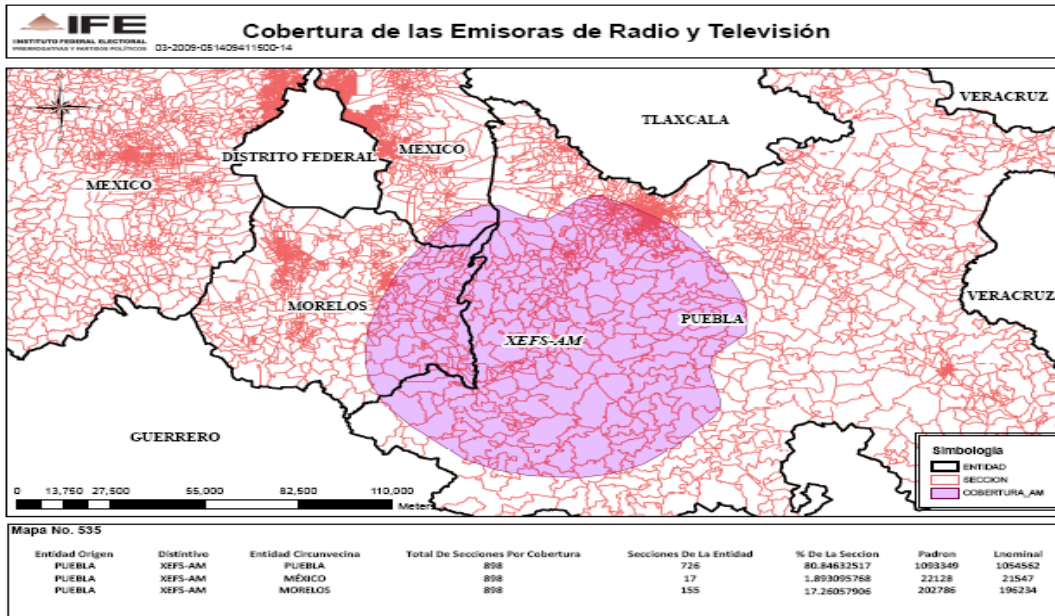 IFE
INSTITUTO FEDERAL ELECTORAL
PRERROGATIVAS Y PARTIDOS POLÍTICOS
03-2009-051409411500-14
Cobertura de las Emisoras de Radio y Televisión
VERACRUZ
TLAXCALA
DISTRITO FEDERAL
MEXICO
MEXICO
VERACRUZ
MORELOS
PUEBLA
XEFS-AM
GUERRERO
Simbologia
ENTIDAD
SECCION
COBERTURA_AM
0 13,750 27,500 55,000 82,500 110,000
Meters
Mapa No. 535
Entidad Origen Distintivo Entidad Circunvecina Total De Secciones Por Cobertura Secciones De La Entidad % De La Seccion Padron Lnominal
PUEBLA XEFS-AM PUEBLA 898 726 80.84632517 1093349 1054562
PUEBLA XEFS-AM MÉXICO 898 17 1.893095768 22128 21547
PUEBLA XEFS-AM MORELOS 898 155 17.26057906 202786 196234